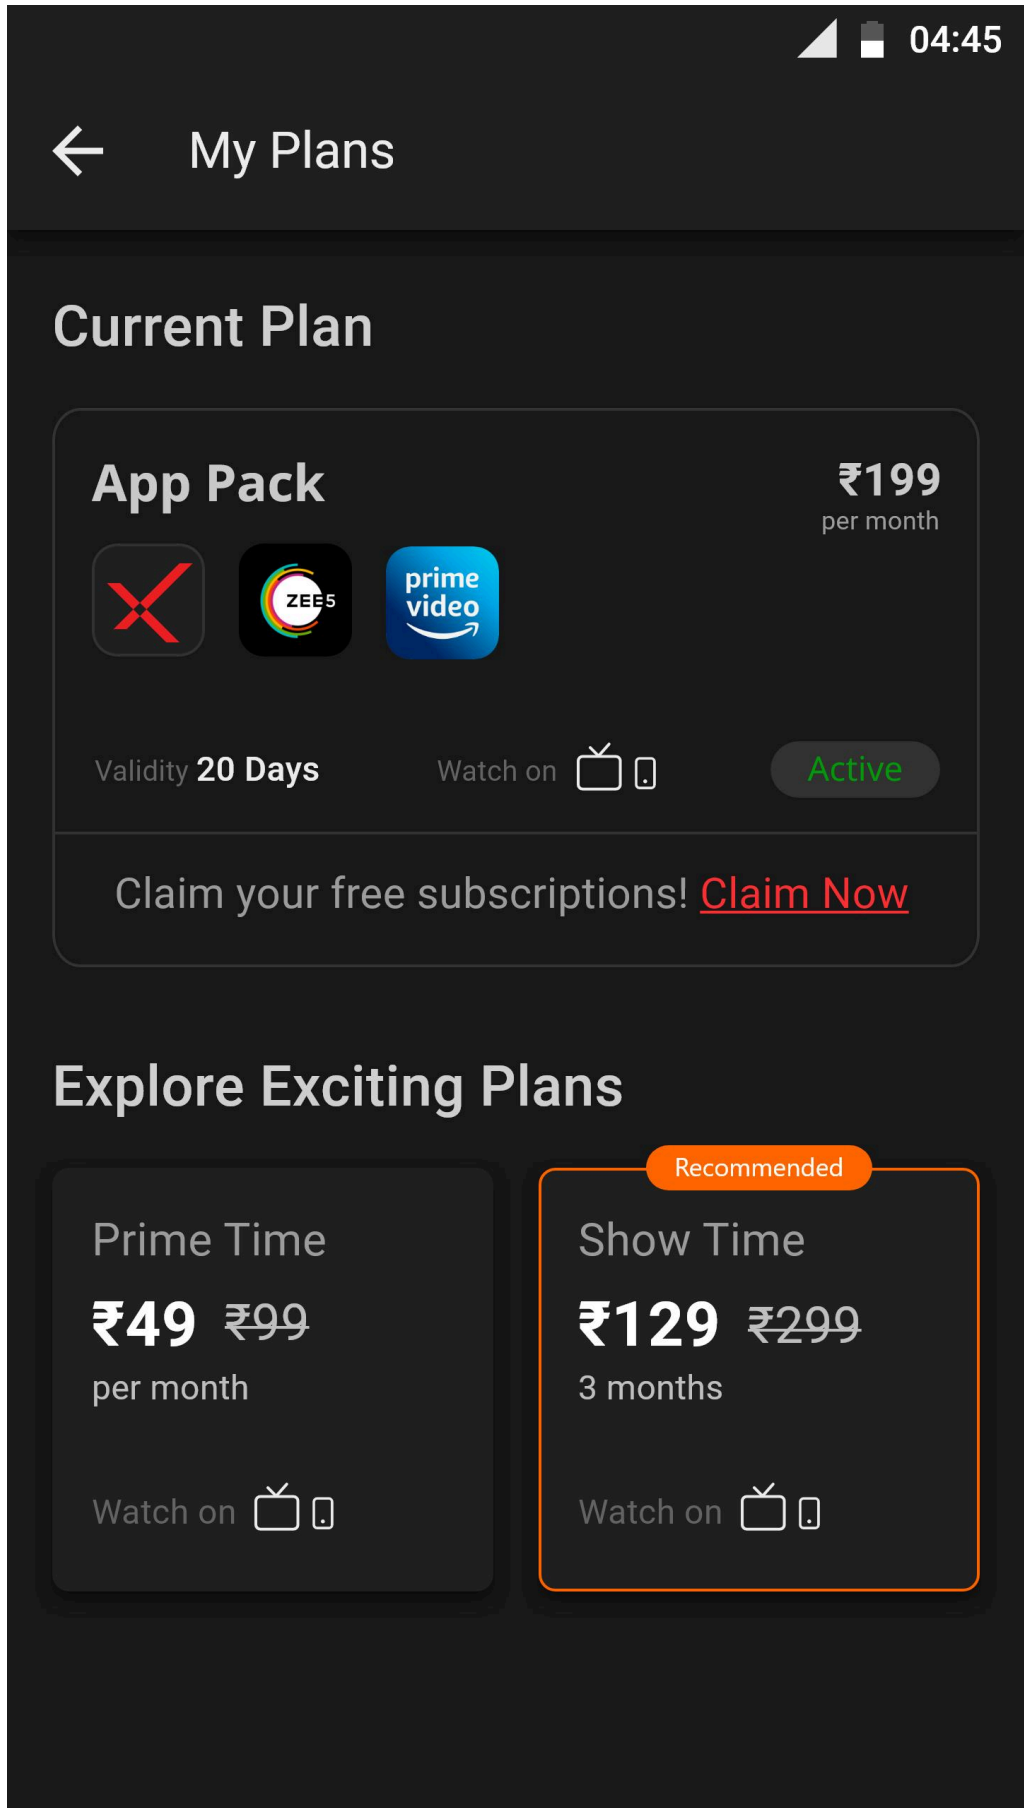 04:45
My Plans
Current Plan
App Pack
₹199
per month
ZEE5
prime
video
Validity 20 Days
Watch on
Active
Claim your free subscriptions! Claim Now
Explore Exciting Plans
Prime Time
₹49 ₹99
per month
Watch on
Recommended
Show Time
₹129 ₹299
3 months
Watch on